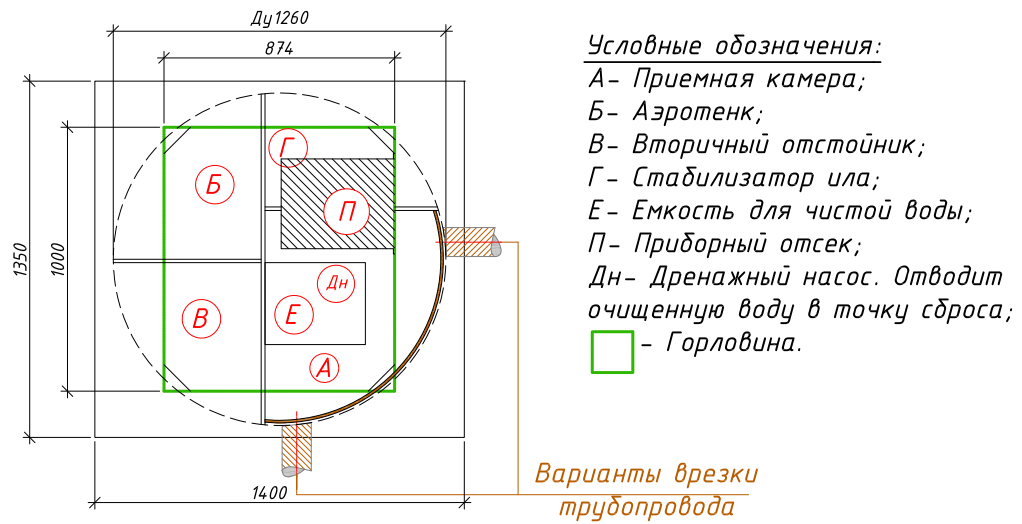 Ду1260
874
Условные обозначения:
А- Приемная камера;
Б- Аэротенк;
В- Вторичный отстойник;
Г- Стабилизатор ила;
Е- Емкость для чистой воды;
П- Приборный отсек;
Дн- Дренажный насос. Отводит
очищенную воду в точку сброса;
- Горловина.
Г
Б
П
1350
1000
Дн
В
Е
А
1400
Варианты врезки
трубопровода